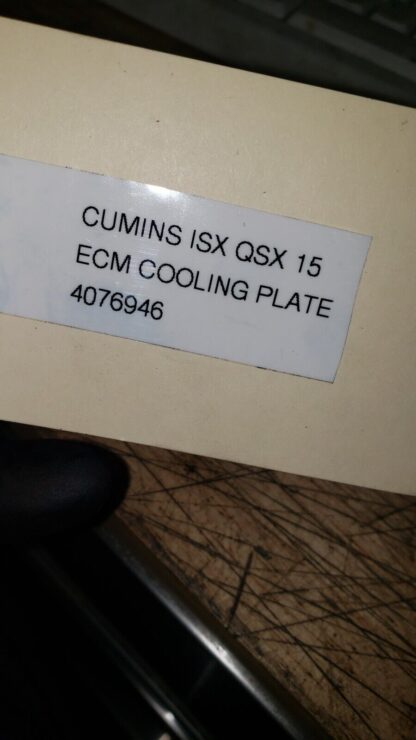 CUMINS ISX QSX 15
ECM COOLING PLATE
4076946